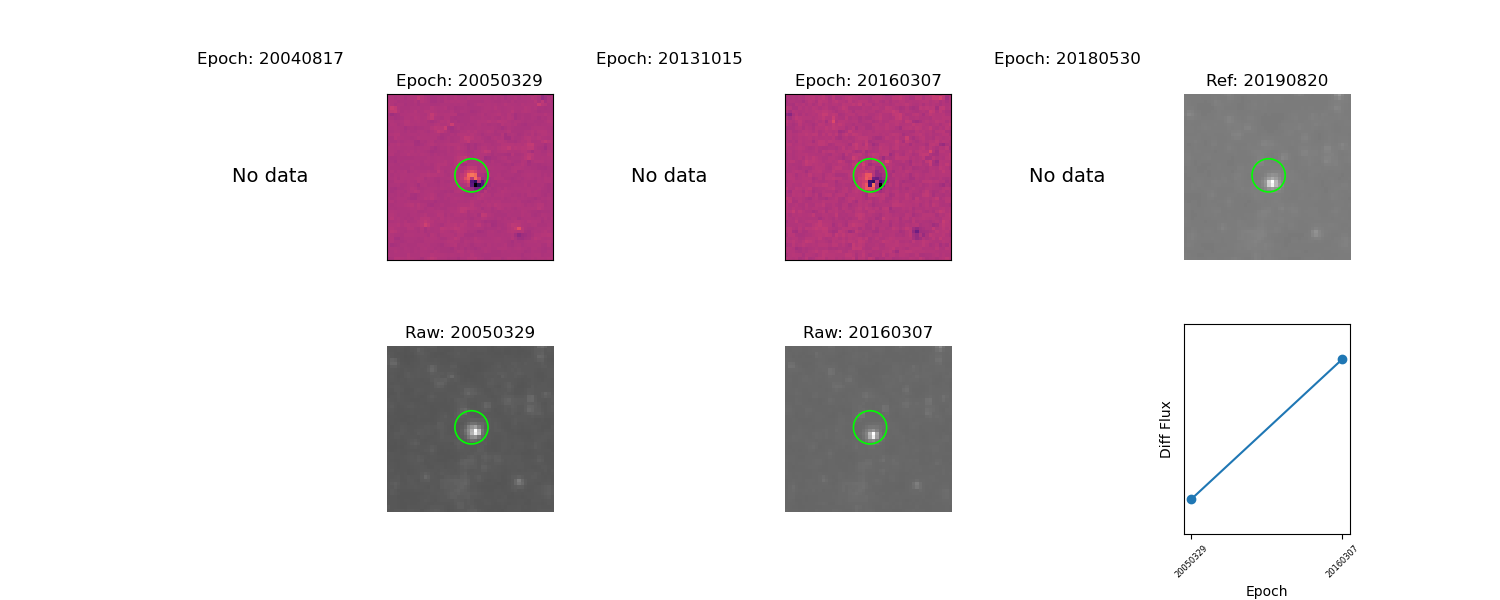 Epoch: 20040817
Epoch: 20050329
Epoch: 20131015
Epoch: 20160307
Epoch: 20180530
Ref: 20190820
No data
No data
No data
Raw: 20050329
Raw: 20160307
Diff Flux
20050329
20160307
Epoch